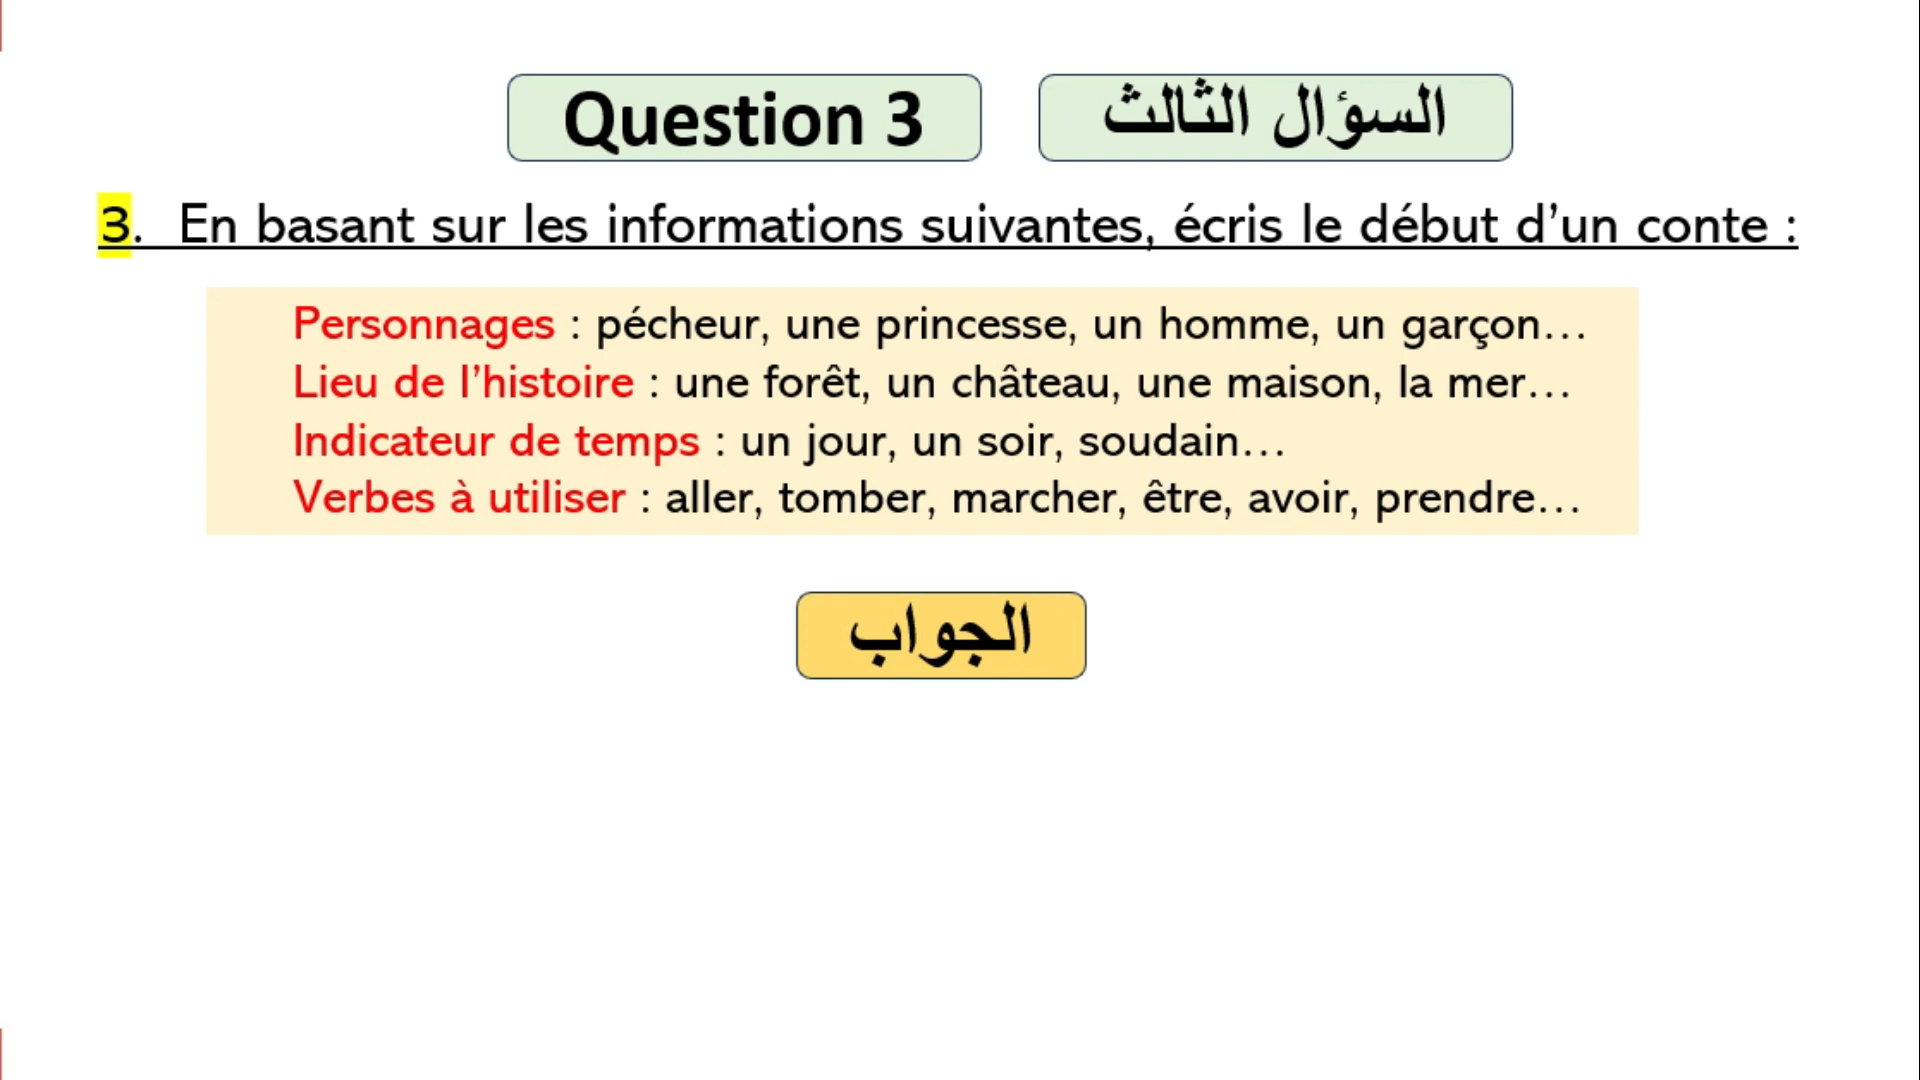 Question 3
السؤال الثالث
3. En basant sur les informations suivantes, écris le début d’un conte :
Personnages : pécheur, une princesse, un homme, un garçon…
Lieu de l’histoire : une forêt, un château, une maison, la mer…
Indicateur de temps : un jour, un soir, soudain…
Verbes à utiliser : aller, tomber, marcher, être, avoir, prendre…
الجواب